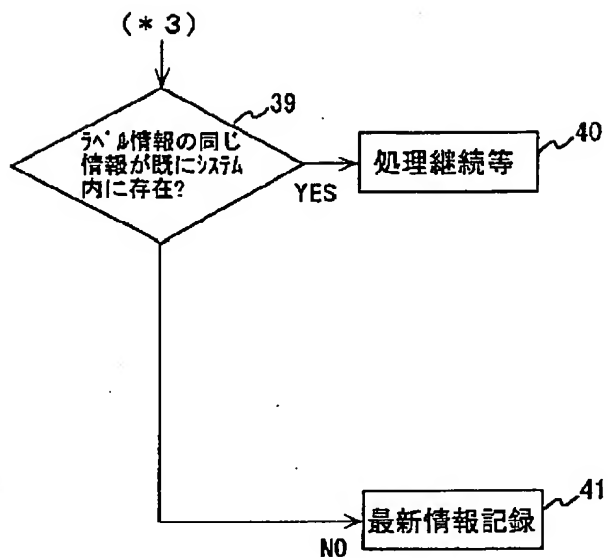 (*3)
39
ラベル情報の同じ
情報が既にシステム
内に存在?
YES
処理継続等
40
NO
最新情報記録
41